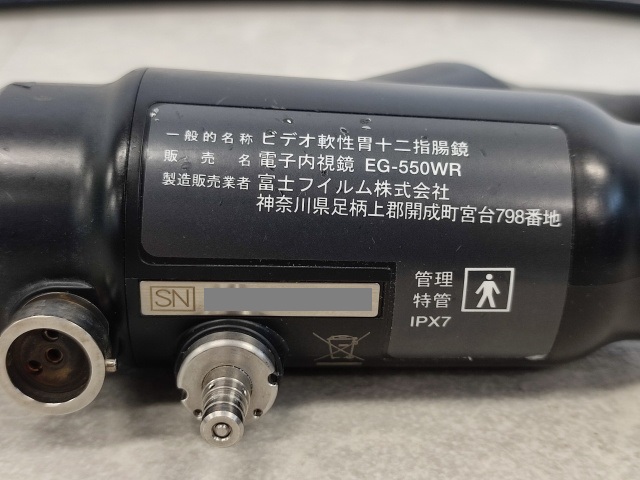 一般的名称 ビデオ軟性胃十二指腸鏡
販売名 電子内視鏡 EG-550WR
製造販売業者 富士フイルム株式会社
神奈川県足柄上郡開成町宮台798番地
SN
管理
特管
IPX7